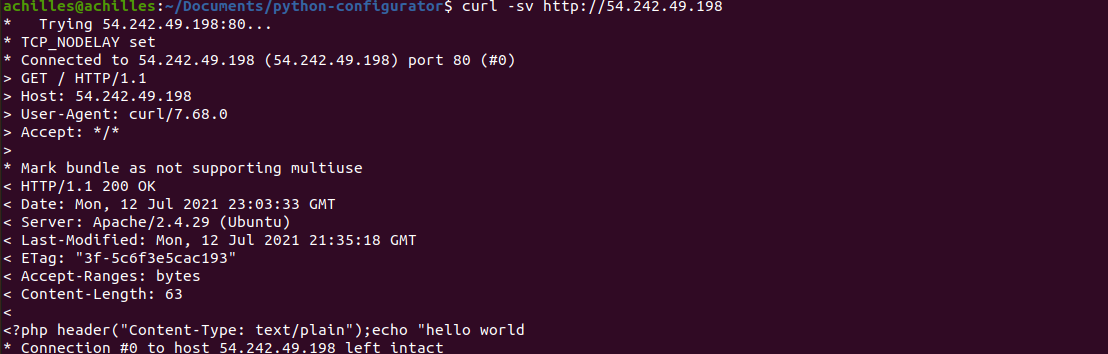 achilles@achilles:~/Documents/python-configurator$ curl -sv http://54.242.49.198
*   Trying 54.242.49.198:80...
* TCP_NODELAY set
* Connected to 54.242.49.198 (54.242.49.198) port 80 (#0)
> GET / HTTP/1.1
> Host: 54.242.49.198
> User-Agent: curl/7.68.0
> Accept: */*
>
* Mark bundle as not supporting multiuse
< HTTP/1.1 200 OK
< Date: Mon, 12 Jul 2021 23:03:33 GMT
< Server: Apache/2.4.29 (Ubuntu)
< Last-Modified: Mon, 12 Jul 2021 21:35:18 GMT
< ETag: "3f-5c6f3e5cac193"
< Accept-Ranges: bytes
< Content-Length: 63
<
<?php header("Content-Type: text/plain");echo "hello world
* Connection #0 to host 54.242.49.198 left intact